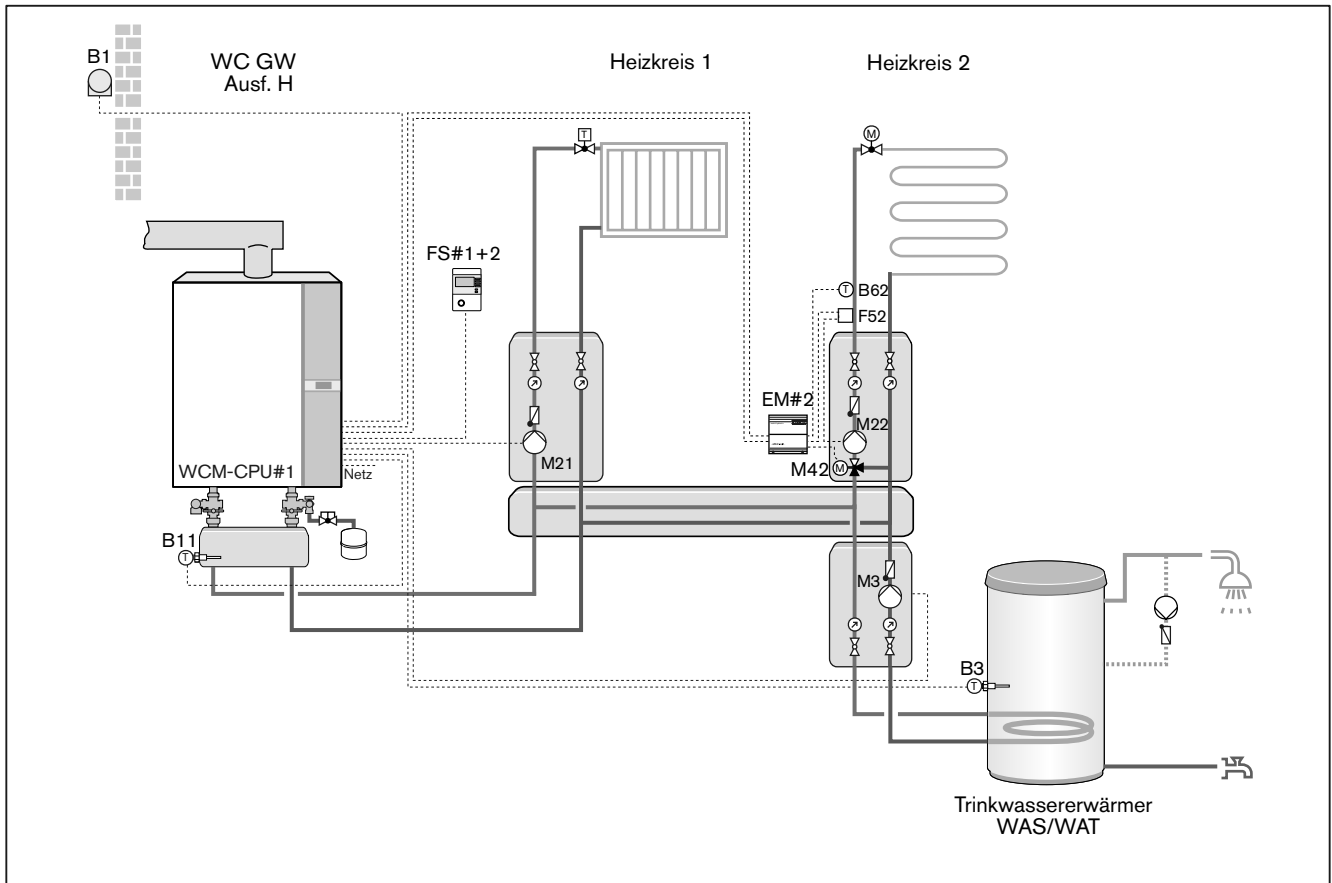 B1
WC GW
Ausf. H
Heizkreis 1
Heizkreis 2
T
M
FS#1+2
T
B62
F52
EM#2
M22
M21
M42
M
WCM-CPU#1
Netz
B11
T
M3
B3
T
Trinkwassererwärmer
WAS/WAT